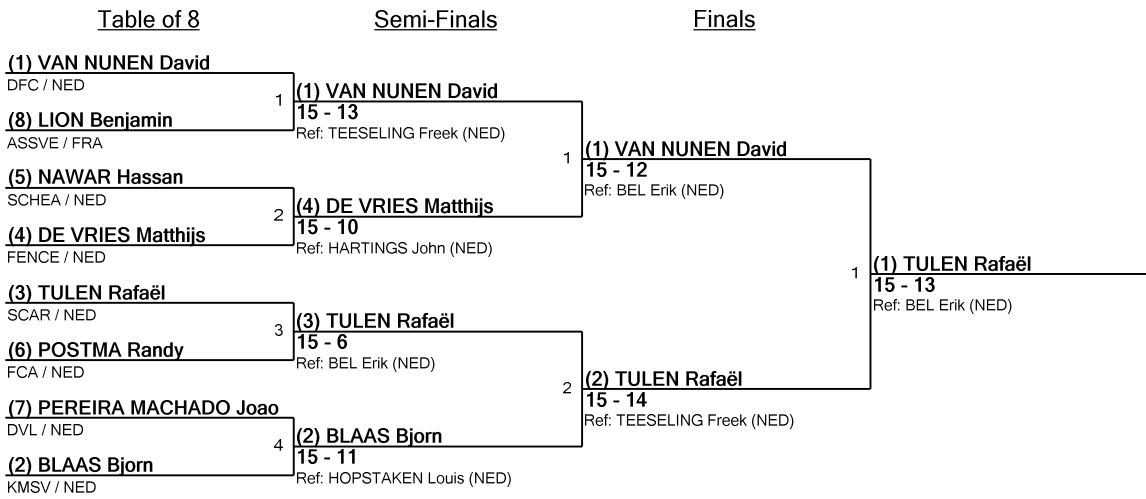 Table of 8
Semi-Finals
Finals
(1) VAN NUNEN David
DFC / NED
1
(8) LION Benjamin
ASSVE / FRA
(5) NAWAR Hassan
SCHEA / NED
2
(4) DE VRIES Matthijs
FENCE / NED
(3) TULEN Rafaël
SCAR / NED
3
(6) POSTMA Randy
FCA / NED
(7) PEREIRA MACHADO Joao
DVL / NED
4
(2) BLAAS Bjorn
KMSV / NED
(1) VAN NUNEN David
15 - 13
Ref: TEESELING Freek (NED)
1
(4) DE VRIES Matthijs
15 - 10
Ref: HARTINGS John (NED)
(3) TULEN Rafaël
15 - 6
Ref: BEL Erik (NED)
2
(2) BLAAS Bjorn
15 - 11
Ref: HOPSTAKEN Louis (NED)
(1) VAN NUNEN David
15 - 12
Ref: BEL Erik (NED)
1
(2) TULEN Rafaël
15 - 14
Ref: TEESELING Freek (NED)
(1) TULEN Rafaël
15 - 13
Ref: BEL Erik (NED)